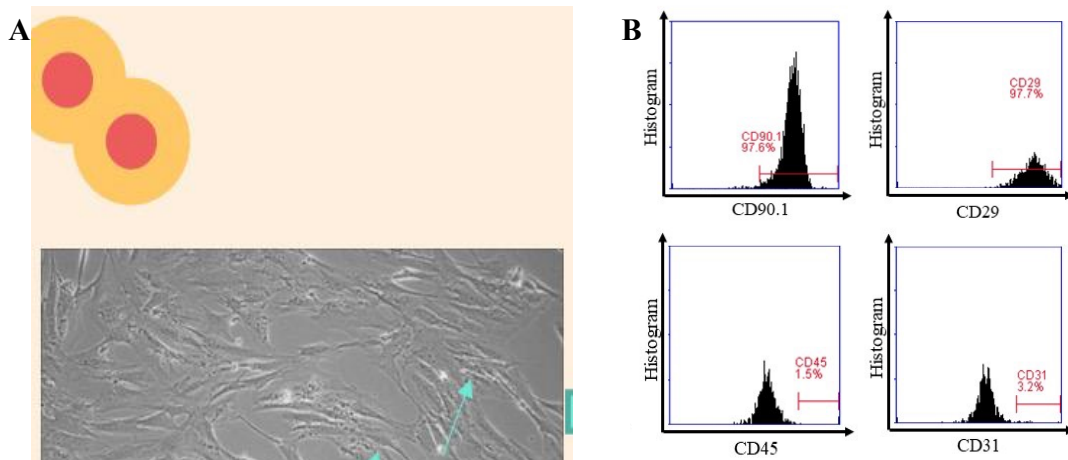 A
B
Histogram
CD90.1
97.6%
CD90.1
Histogram
CD29
97.7%
CD29
Histogram
CD45
1.5%
CD45
Histogram
CD31
3.2%
CD31